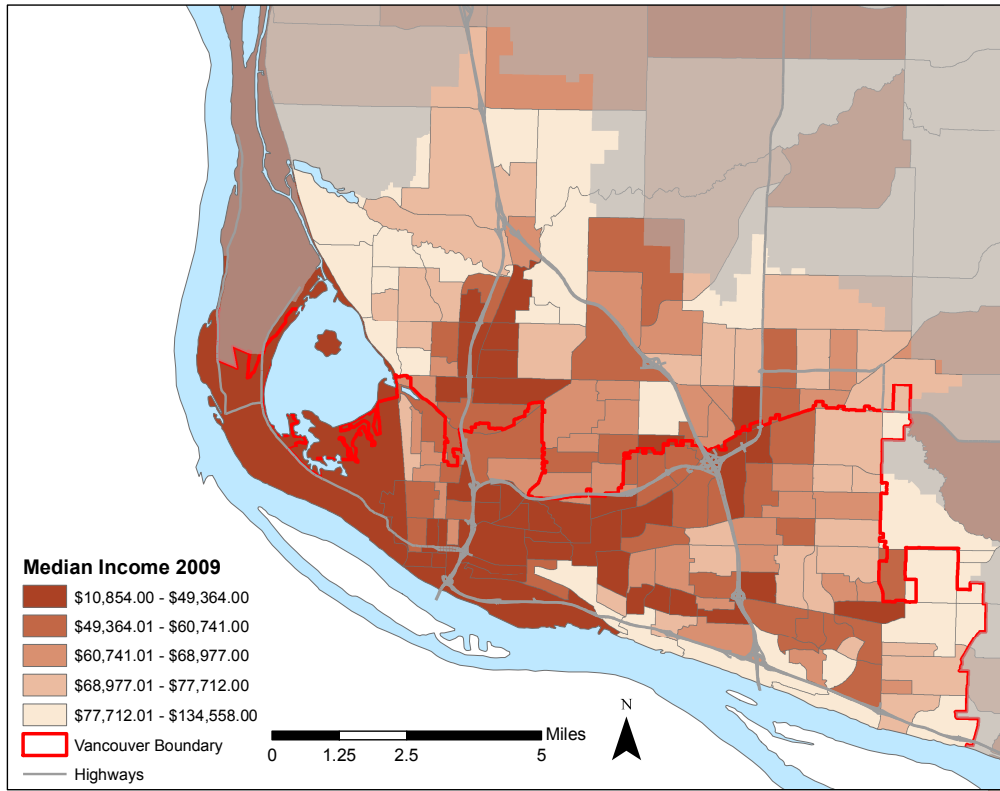 Median Income 2009
$10,854.00 - $49,364.00
$49,364.01 - $60,741.00
$60,741.01 - $68,977.00
$68,977.01 - $77,712.00
$77,712.01 - $134,558.00
Vancouver Boundary
Highways
Miles
0 1.25 2.5 5
N